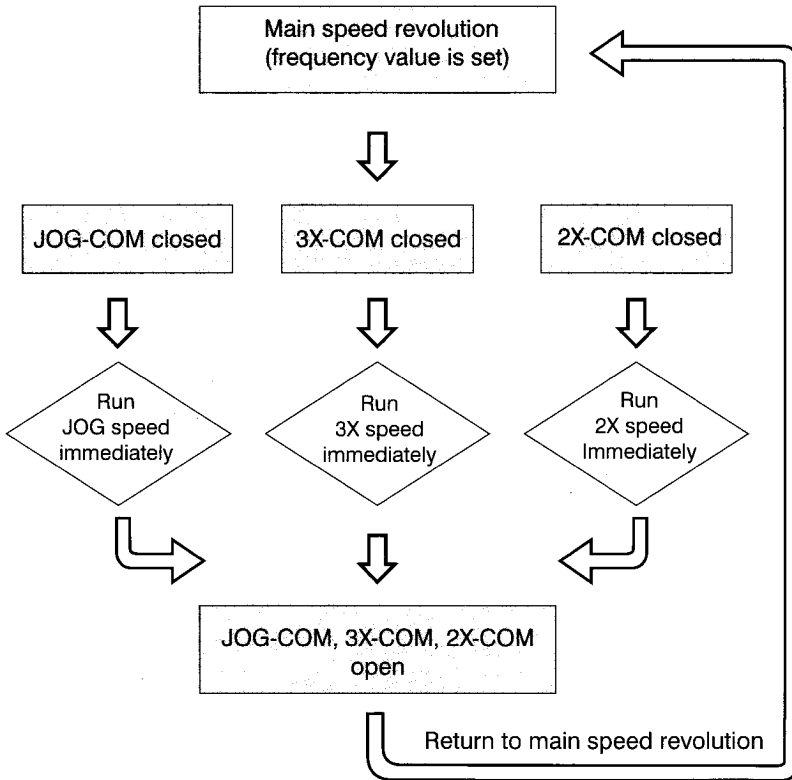 Main speed revolution
(frequency value is set)
JOG-COM closed
3X-COM closed
2X-COM closed
Run
JOG speed
immediately
Run
3X speed
immediately
Run
2X speed
Immediately
JOG-COM, 3X-COM, 2X-COM
open
Return to main speed revolution